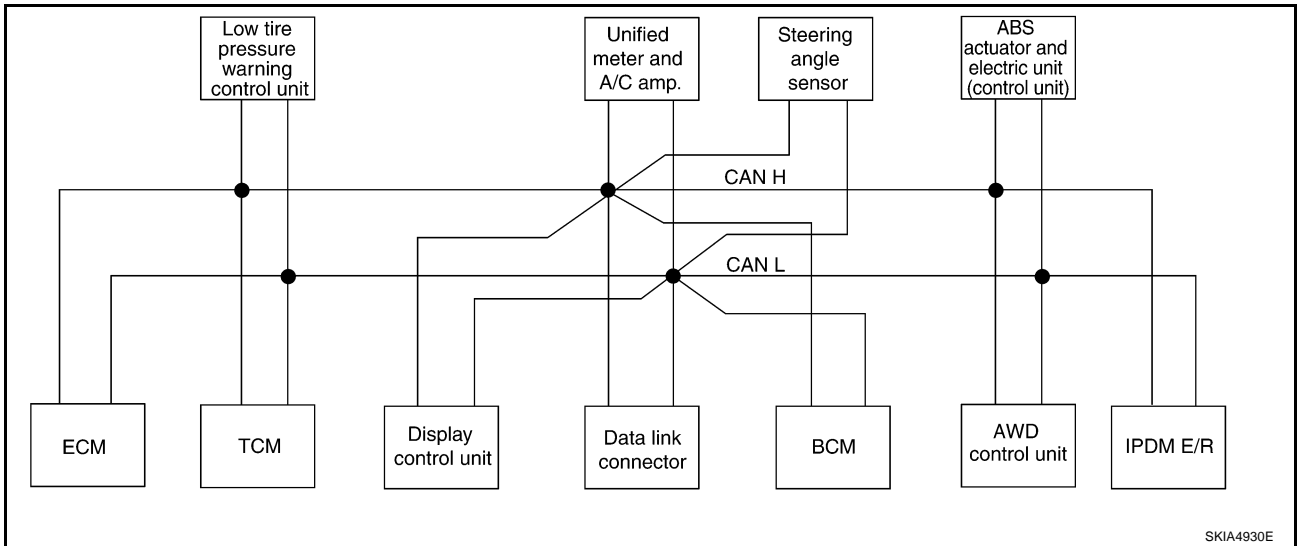 Low tire
pressure
warning
control unit
Unified
meter and
A/C amp.
Steering
angle
sensor
ABS
actuator and
electric unit
(control unit)
CAN H
CAN L
ECM
TCM
Display
control unit
Data link
connector
BCM
AWD
control unit
IPDM E/R
SKIA4930E